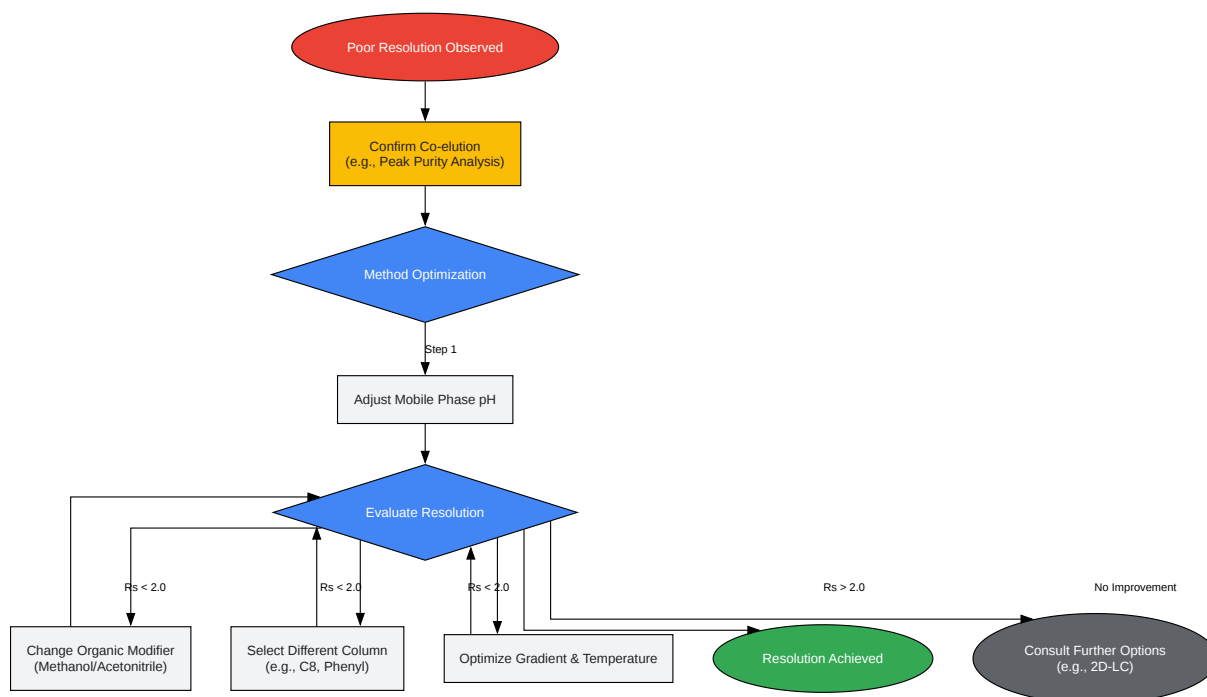 Poor Resolution Observed
Confirm Co-elution
(e.g., Peak Purity Analysis)
Method Optimization
Step 1
Adjust Mobile Phase pH
Evaluate Resolution
Rs < 2.0
Rs < 2.0
Rs < 2.0
Rs > 2.0
No Improvement
Change Organic Modifier
(Methanol/Acetonitrile)
Select Different Column
(e.g., C8, Phenyl)
Optimize Gradient & Temperature
Resolution Achieved
Consult Further Options
(e.g., 2D-LC)